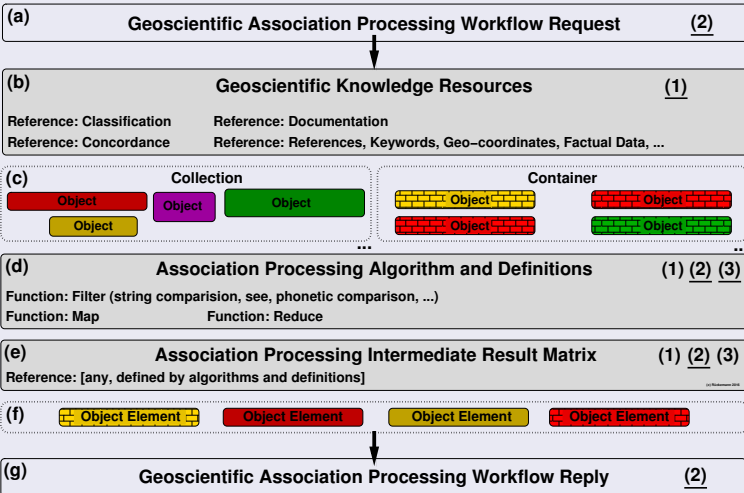 (a) Geoscientific Association Processing Workflow Request (2)
(b) Geoscientific Knowledge Resources (1)
Reference: Classification Reference: Documentation
Reference: Concordance Reference: References, Keywords, Geo−coordinates, Factual Data, ...
(c) Collection Container
Object Object Object Object Object
Object Object Object
... ..
(d) Association Processing Algorithm and Definitions (1) (2) (3)
Function: Filter (string comparision, see, phonetic comparison, ...)
Function: Map Function: Reduce
(e) Association Processing Intermediate Result Matrix (1) (2) (3)
Reference: [any, defined by algorithms and definitions]
(f) Object Element Object Element Object Element Object Element
(g) Geoscientific Association Processing Workflow Reply (2)